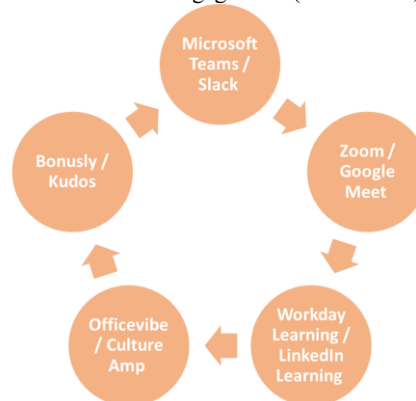 Microsoft
Teams /
Slack
Zoom /
Google
Meet
Workday
Learning /
LinkedIn
Learning
Officevibe
/ Culture
Amp
Bonusly /
Kudos